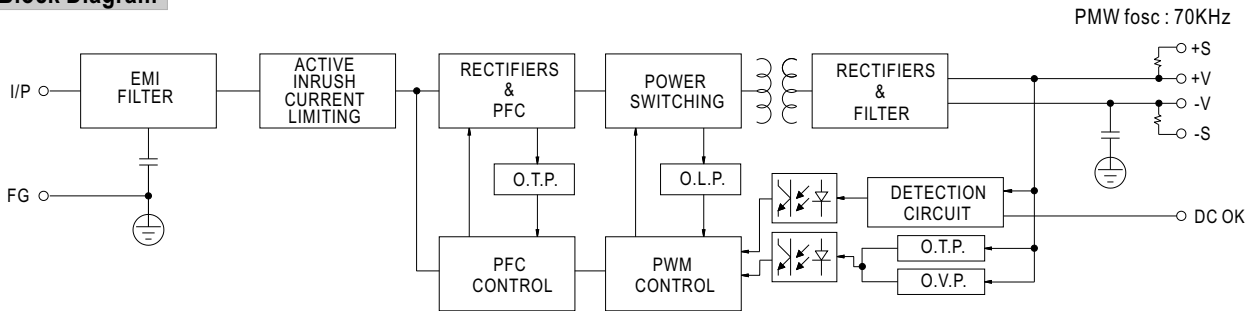 Block Diagram
PMW fosc : 70KHz
I/P
EMI
FILTER
ACTIVE
INRUSH
CURRENT
LIMITING
RECTIFIERS
&
PFC
POWER
SWITCHING
RECTIFIERS
&
FILTER
+S
+V
-V
-S
FG
O.T.P.
O.L.P.
DETECTION
CIRCUIT
DC OK
PFC
CONTROL
PWM
CONTROL
O.T.P.
O.V.P.